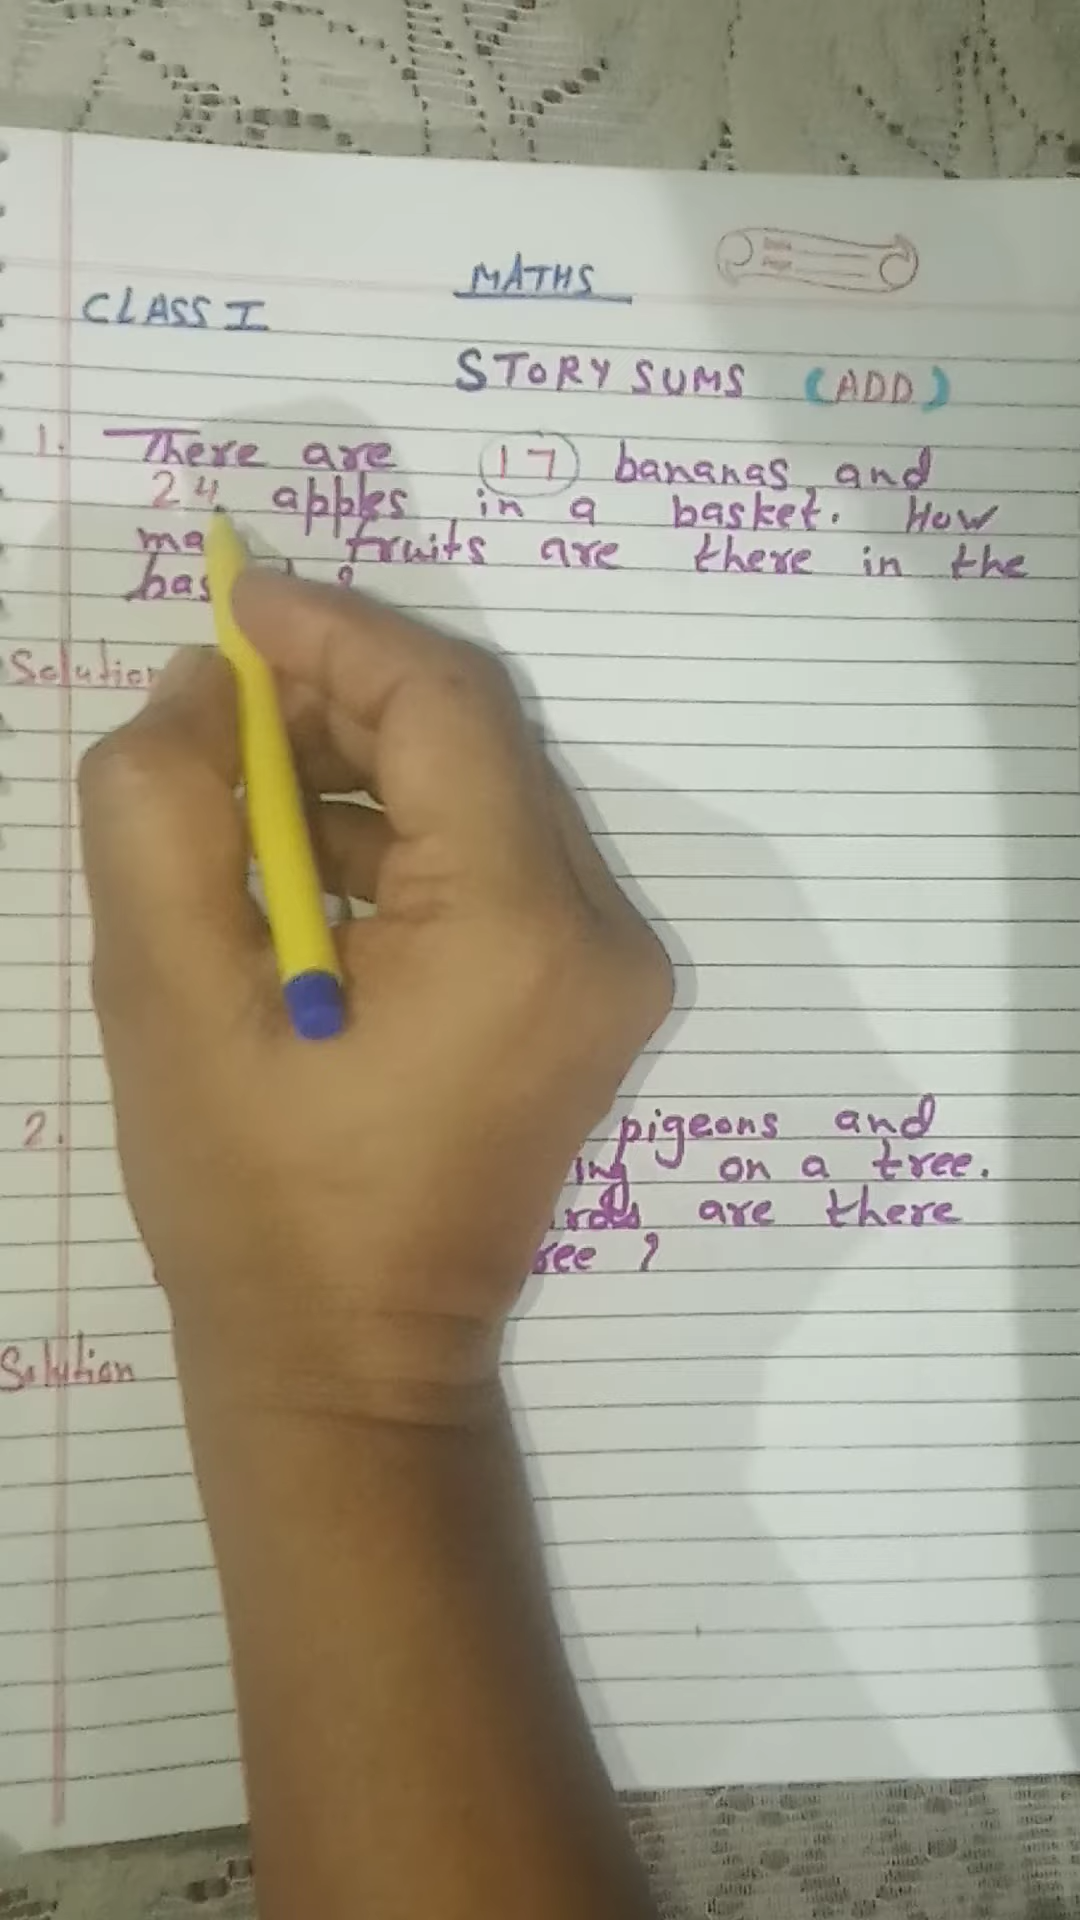 MATHS
CLASS I
STORY SUMS (ADD)
1. There are 17 bananas and
24 apples in a basket. How
fruits are there in the
?
Solution
2. pigeons and
on a tree.
are there
?
Solution